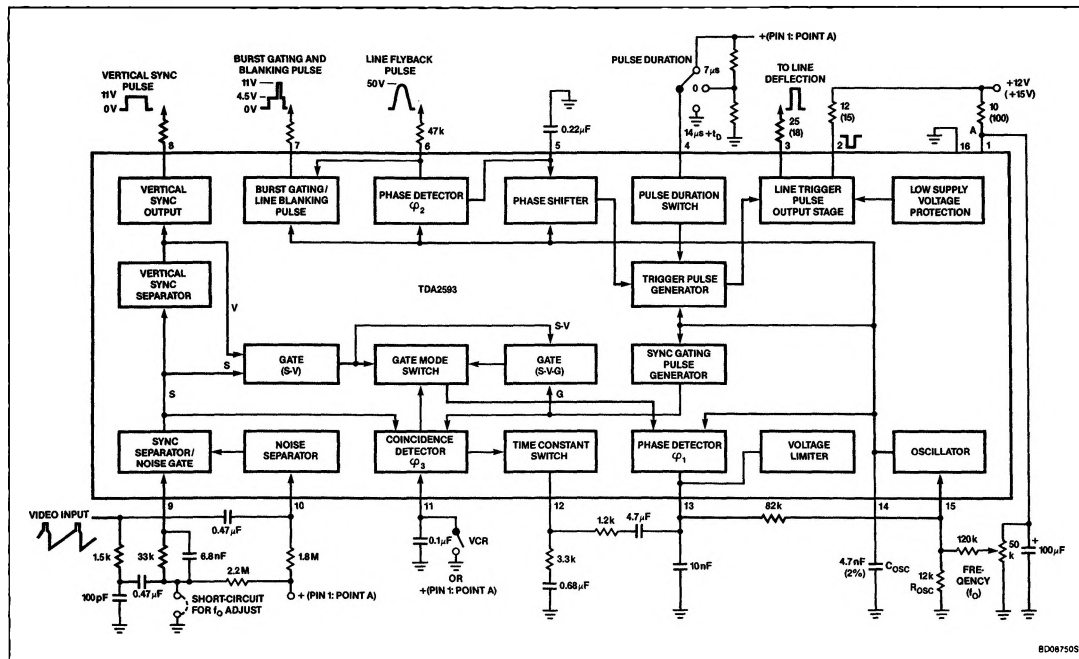 VERTICAL SYNC
PULSE
11V
0V
BURST GATING AND
BLANKING PULSE
11V
4.5V
0V
LINE FLYBACK
PULSE
50V
47k
0.22µF
PULSE DURATION
+(PIN 1: POINT A)
7µs
0
14µs + tD
TO LINE
DEFLECTION
25
(18)
12
(15)
+12V
(+15V)
10
(100)
A
8
7
6
5
4
3
2
16
1
VERTICAL
SYNC
OUTPUT
BURST GATING/
LINE BLANKING
PULSE
PHASE DETECTOR
φ2
PHASE SHIFTER
PULSE DURATION
SWITCH
LINE TRIGGER
PULSE
OUTPUT STAGE
LOW SUPPLY
VOLTAGE
PROTECTION
VERTICAL
SYNC
SEPARATOR
TDA2593
TRIGGER PULSE
GENERATOR
V
S-V
S
S
GATE
(S-V)
GATE MODE
SWITCH
GATE
(S-V-G)
SYNC GATING
PULSE
GENERATOR
G
SYNC
SEPARATOR/
NOISE GATE
NOISE
SEPARATOR
COINCIDENCE
DETECTOR
φ3
TIME CONSTANT
SWITCH
PHASE DETECTOR
φ1
VOLTAGE
LIMITER
OSCILLATOR
9
10
11
12
13
14
15
VIDEO INPUT
0.47µF
1.5k
33k
6.8nF
1.8M
2.2M
100pF
0.47µF
SHORT-CIRCUIT
FOR fO ADJUST
+ (PIN 1: POINT A)
0.1µF
VCR
OR
+(PIN 1: POINT A)
1.2k
4.7µF
3.3k
0.68µF
10nF
82k
4.7nF
(2%)
COSC
120k
12k
ROSC
FRE-
QENCY
(fO)
50
k
+
100µF
BD08750S